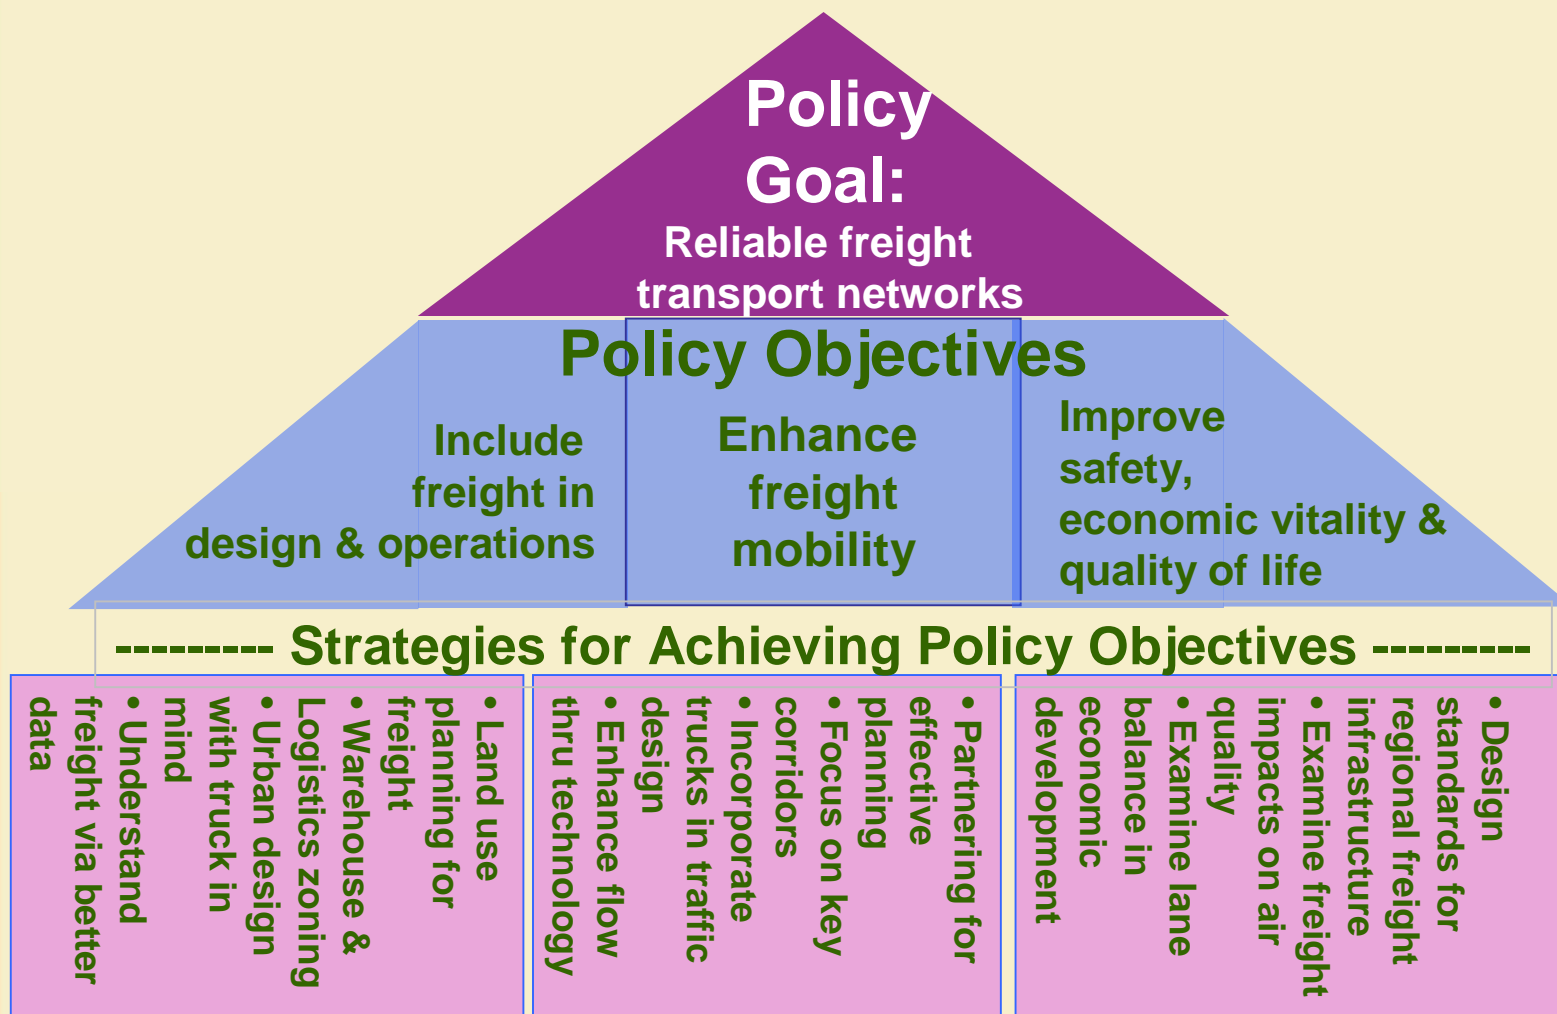 Policy
Goal:
Reliable freight
transport networks
Policy Objectives
Include
freight in
design & operations
Enhance
freight
mobility
Improve
safety,
economic vitality &
quality of life
--------- Strategies for Achieving Policy Objectives ---------
• Land use
planning for
freight
• Warehouse &
Logistics zoning
• Urban design
with truck in
mind
• Understand
freight via better
data
• Partnering for
effective
planning
• Focus on key
corridors
• Incorporate
trucks in traffic
design
• Enhance flow
thru technology
• Design
standards for
regional freight
infrastructure
• Examine freight
impacts on air
quality
• Examine lane
balance in
economic
development